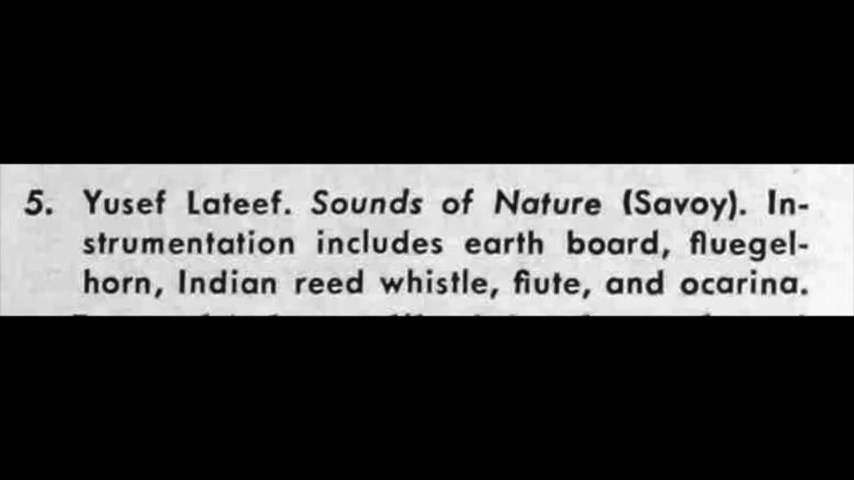 5. Yusef Lateef. Sounds of Nature (Savoy). In-
strumentation includes earth board, fluegel-
horn, Indian reed whistle, fiute, and ocarina.